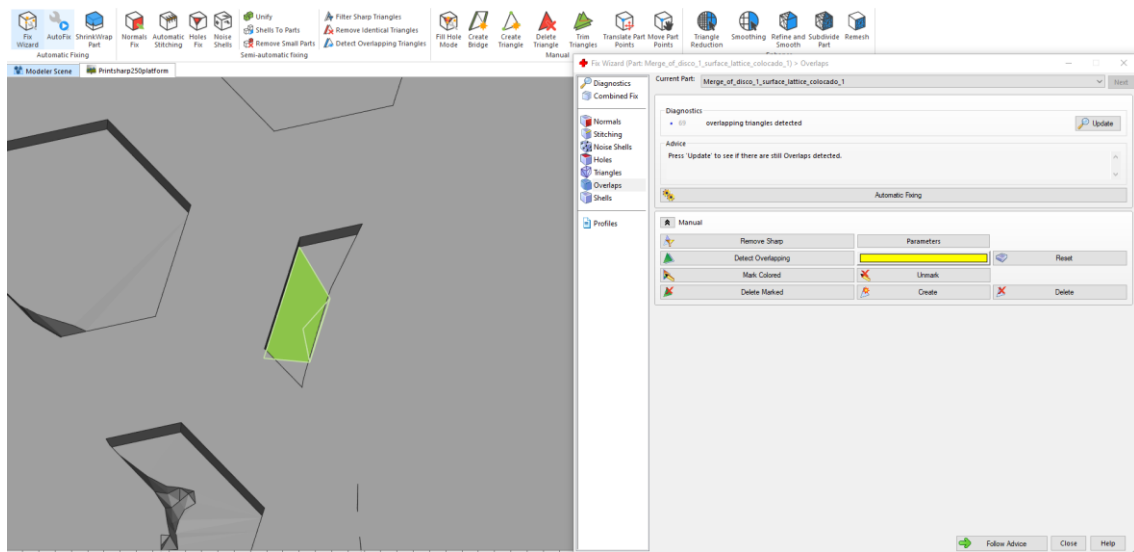 Fix Wizard
AutoFix
ShrinkWrap Part
Automatic Fixing
Normals Fix
Automatic Stitching
Holes Fix
Noise Shells
Unify
Shells To Parts
Remove Small Parts
Filter Sharp Triangles
Remove Identical Triangles
Detect Overlapping Triangles
Semi-automatic fixing
Fill Hole Mode
Create Bridge
Create Triangle
Delete Triangle
Trim Triangles
Translate Part Points
Move Part Points
Manual
Triangle Reduction
Smoothing
Refine and Smooth
Subdivide Part
Remesh
Modeler Scene
Printsharp250platform
Fix Wizard (Part: Merge_of_disco_1_surface_lattice_colocado_1) > Overlaps
Diagnostics
Combined Fix
Normals
Stitching
Noise Shells
Holes
Triangles
Overlaps
Shells
Profiles
Current Part: Merge_of_disco_1_surface_lattice_colocado_1 Next
Diagnostics
69 overlapping triangles detected Update
Advice
Press 'Update' to see if there are still Overlaps detected.
Automatic Fixing
Manual
Remove Sharp Parameters
Detect Overlapping Reset
Mark Colored Unmark
Delete Marked Create Delete
Follow Advice Close Help